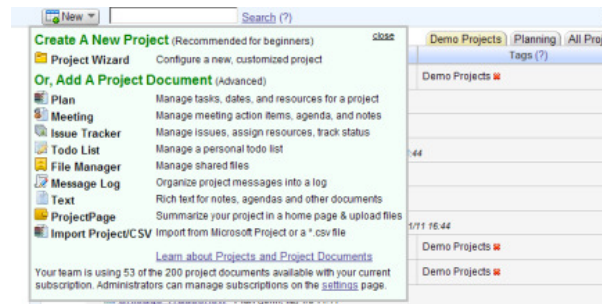 New
Search (?)
Create A New Project (Recommended for beginners)
close
Project Wizard Configure a new, customized project
Or, Add A Project Document (Advanced)
Plan Manage tasks, dates, and resources for a project
Meeting Manage meeting action items, agenda, and notes
Issue Tracker Manage issues, assign resources, track status
Todo List Manage a personal todo list
File Manager Manage shared files
Message Log Organize project messages into a log
Text Rich text for notes, agendas and other documents
ProjectPage Summarize your project in a home page & upload files
Import Project/CSV Import from Microsoft Project or a *.csv file
Learn about Projects and Project Documents
Your team is using 53 of the 200 project documents available with your current
subscription. Administrators can manage subscriptions on the settings page.
Demo Projects Planning All Proj
Tags (?)
Demo Projects
:44
1/11 16:44
Demo Projects
Demo Projects